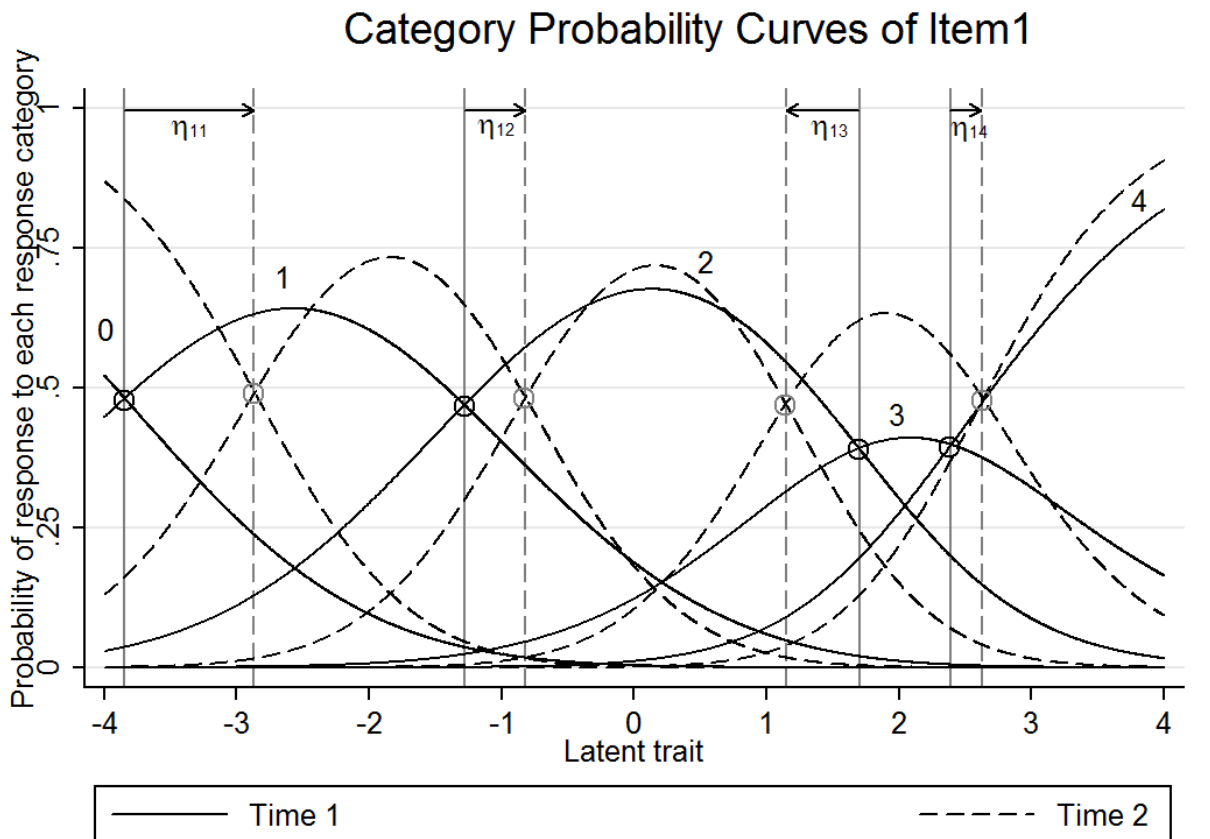 Category Probability Curves of Item1
Probability of response to each response category
1
.75
.5
.25
0
η11
η12
η13
η14
0
1
2
3
4
-4 -3 -2 -1 0 1 2 3 4
Latent trait
Time 1 Time 2